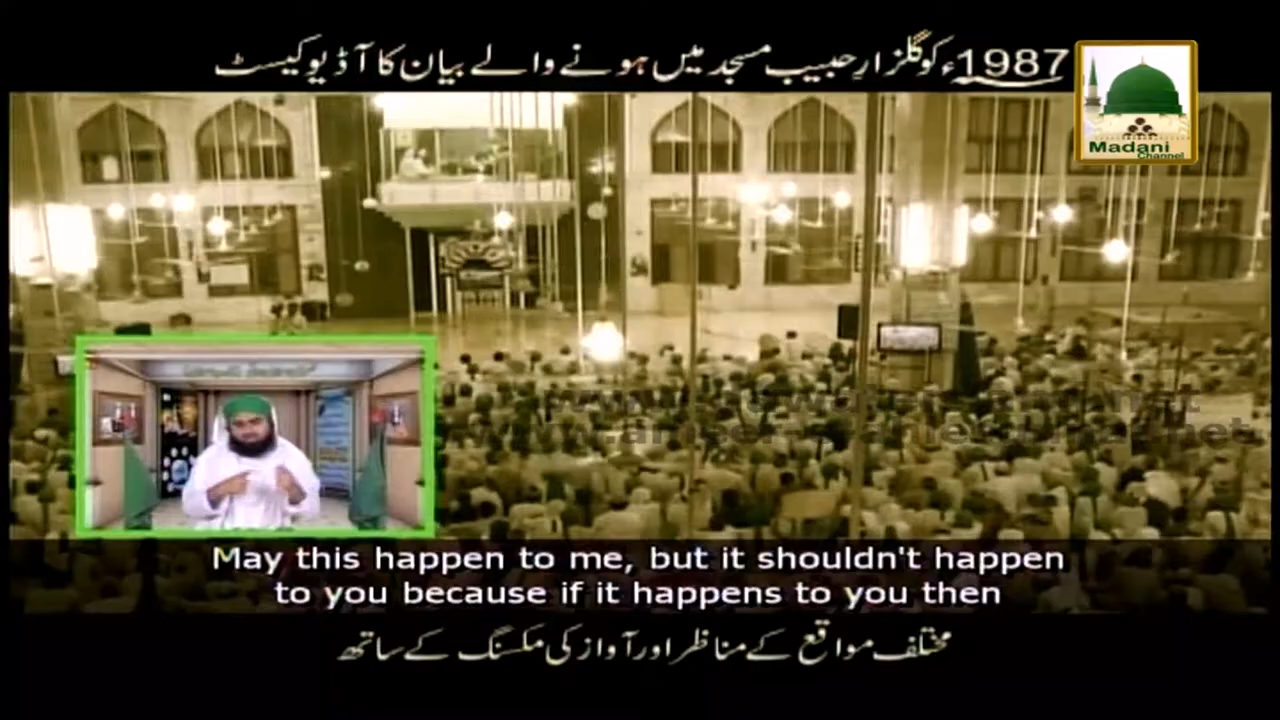 1987ء کو گلزارِ حبیب مسجد میں ہونے والے بیان کا آڈیو کیسٹ
Madani
Channel
May this happen to me, but it shouldn't happen
to you because if it happens to you then
مختلف مواقع کے مناظر اور آواز کی مکسنگ کے ساتھ